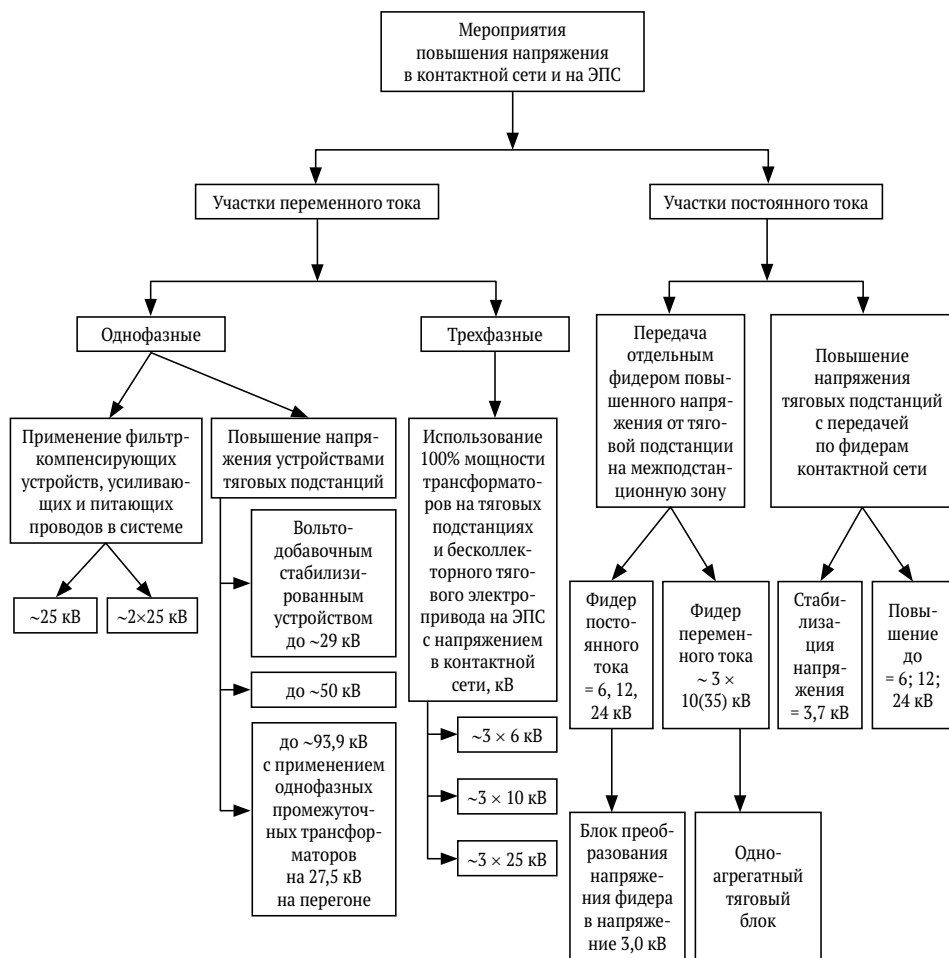 Мероприятия
повышения напряжения
в контактной сети и на ЭПС
Участки переменного тока
Участки постоянного тока
Однофазные
Трехфазные
Передача
отдельным
фидером повы-
шенного напряже-
ния от тяго-
вой подстанции
на межподстан-
ционную зону
Повышение
напряжения
тяговых подстанций
с передачей
по фидерам
контактной сети
Применение фильтр-
компенсирующих
устройств, усиливаю-
щих и питающих
проводов в системе
Повышение напря-
жения устройствами
тяговых подстанций
Использование
100% мощности
трансформато-
ров на тяговых
подстанциях
и бесколлек-
торного тяго-
вого электро-
привода на ЭПС
с напряжением
в контактной
сети, кВ
~25 кВ
~2×25 кВ
Вольто-
добавочным
стабилизи-
рованным
устройством
до ~29 кВ
до ~50 кВ
до ~93,9 кВ
с применением
однофазных
промежуточ-
ных трансфор-
маторов
на 27,5 кВ
на перегоне
~3 × 6 кВ
~3 × 10 кВ
~3 × 25 кВ
Фидер
посто-
янного
тока
= 6, 12,
24 кВ
Фидер
перемен-
ного тока
~ 3 ×
10(35) кВ
Стаби-
лизация
напря-
жения
= 3,7 кВ
Повы-
шение
до
= 6; 12;
24 кВ
Блок преоб-
разования
напряже-
ния фидера
в напряже-
ние 3,0 кВ
Одно-
агрегатный
тяговый
блок